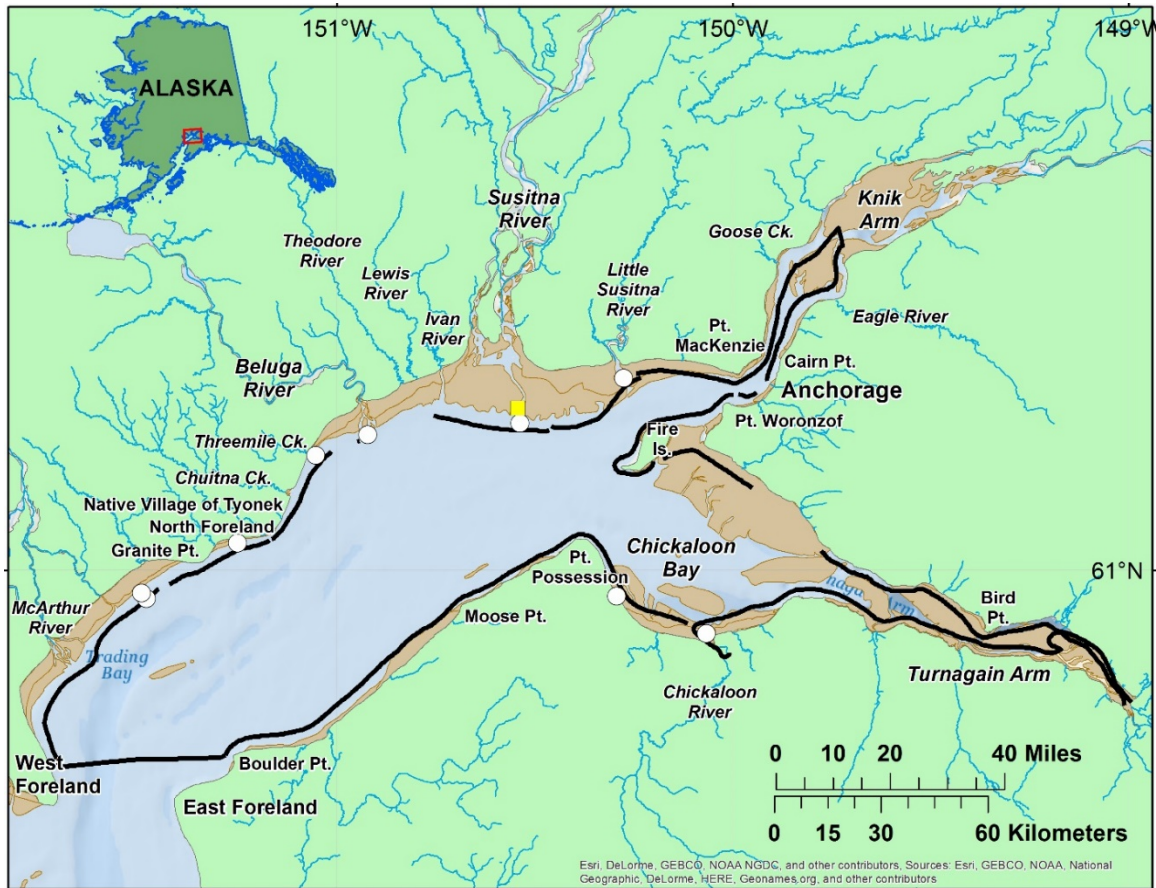 151°W
150°W
149°W
ALASKA
Susitna
River
Knik
Arm
Goose Ck.
Theodore
River
Lewis
River
Little
Susitna
River
Ivan
River
Eagle River
Pt.
MacKenzie
Cairn Pt.
Beluga
River
Anchorage
Pt. Woronzof
Fire
Is.
Threemile Ck.
Chuitna Ck.
Native Village of Tyonek
North Foreland
Granite Pt.
Chickaloon
Bay
61°N
Pt.
Possession
McArthur
River
Moose Pt.
Bird
Pt.
Trading
Bay
Turnagain Arm
Chickaloon
River
West
Foreland
Boulder Pt.
East Foreland
0 10 20 40 Miles
0 15 30 60 Kilometers
Esri, DeLorme, GEBCO, NOAA NGDC, and other contributors, Sources: Esri, GEBCO, NOAA, National
Geographic, DeLorme, HERE, Geonames.org, and other contributors